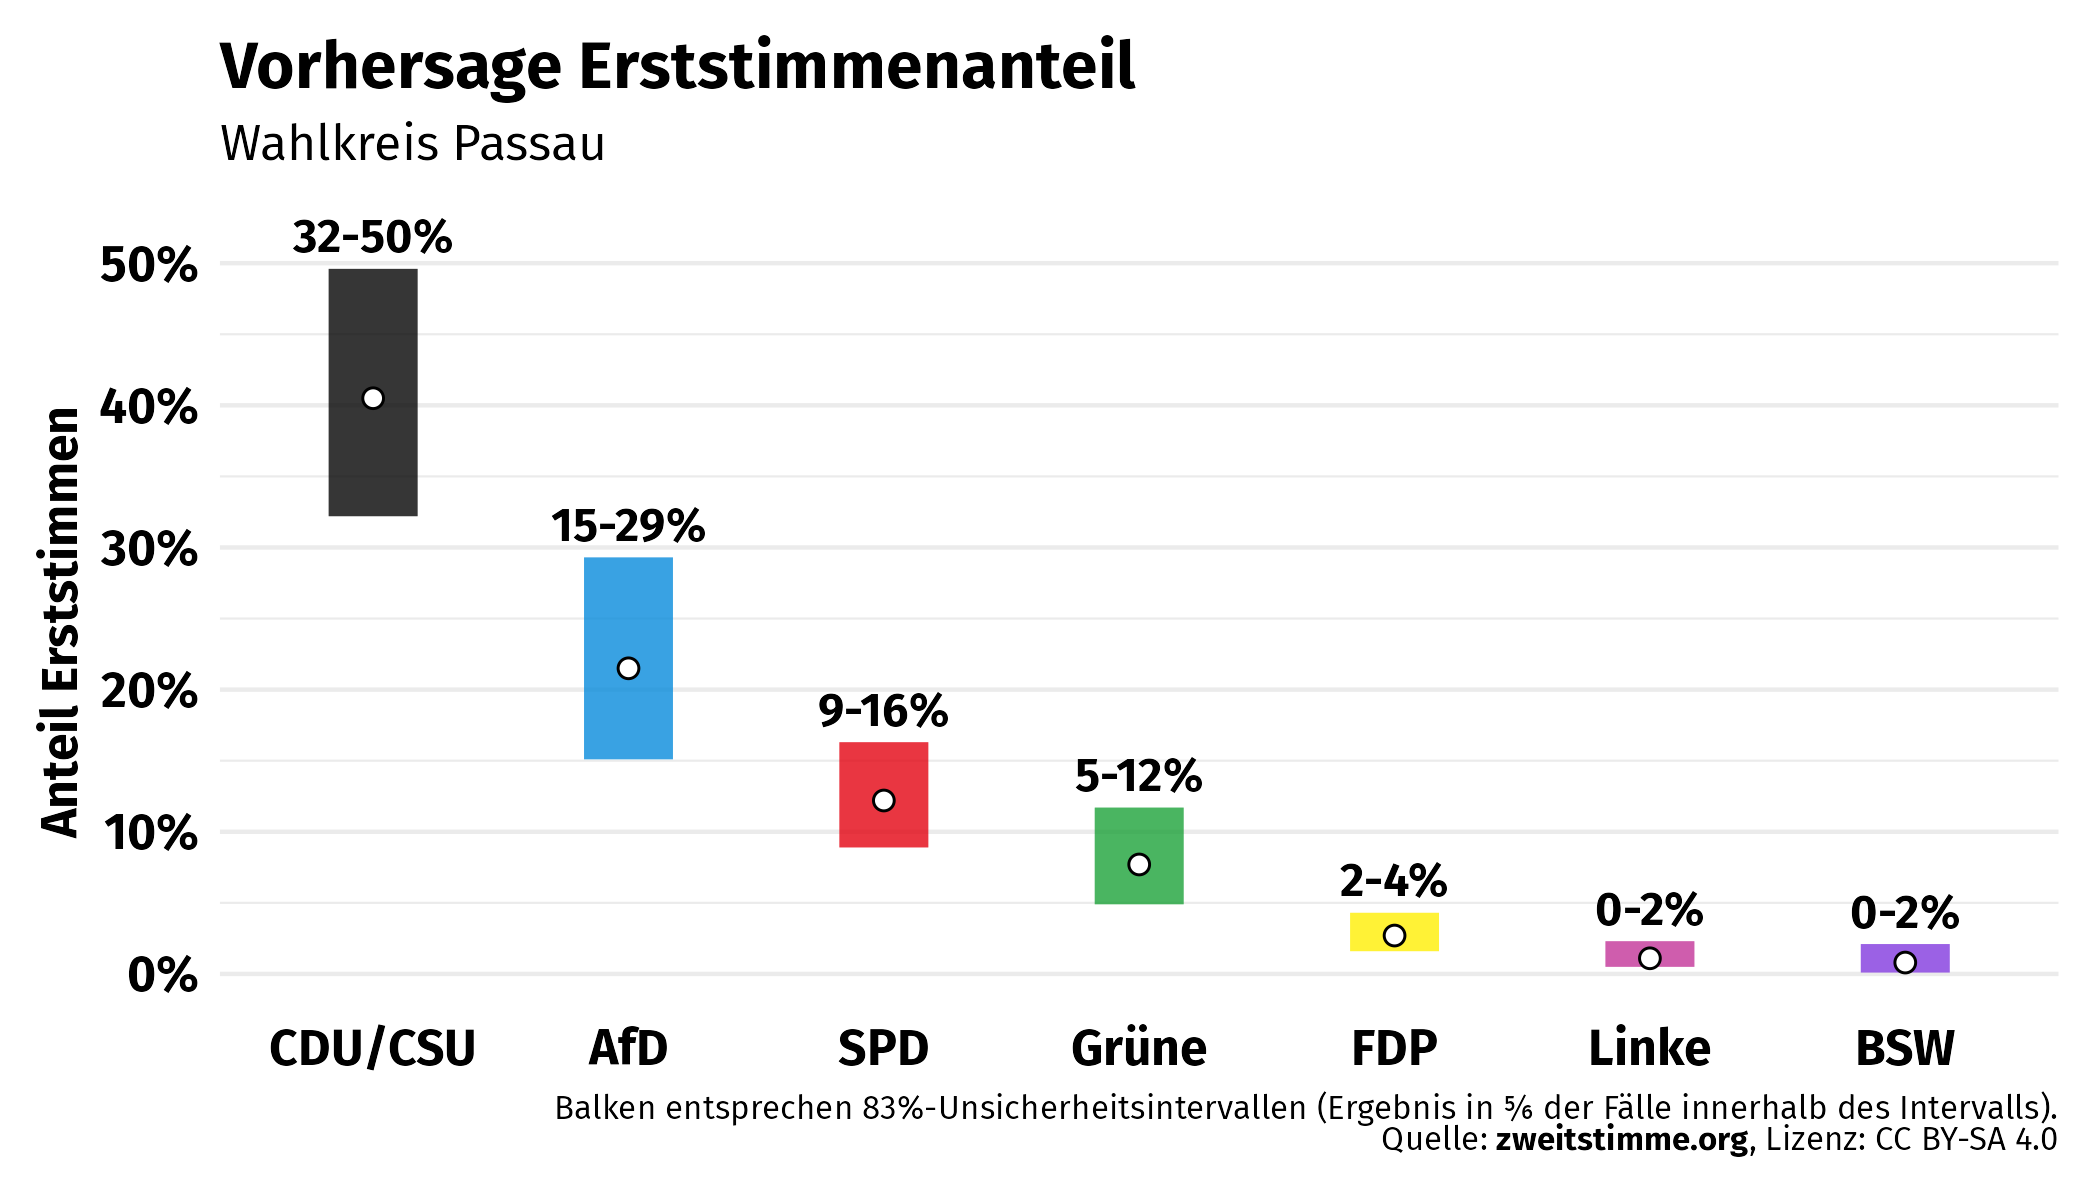 Vorhersage Erststimmenanteil
Wahlkreis Passau
Anteil Erststimmen
50%
40%
30%
20%
10%
0%
32-50%
15-29%
9-16%
5-12%
2-4%
0-2%
0-2%
CDU/CSU
AfD
SPD
Grüne
FDP
Linke
BSW
Balken entsprechen 83%-Unsicherheitsintervallen (Ergebnis in ⅚ der Fälle innerhalb des Intervalls).
Quelle: zweitstimme.org, Lizenz: CC BY-SA 4.0